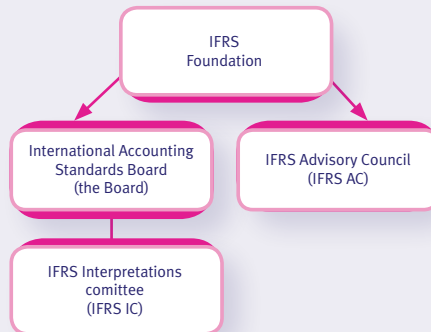 IFRS
Foundation
International Accounting
Standards Board
(the Board)
IFRS Advisory Council
(IFRS AC)
IFRS Interpretations
comittee
(IFRS IC)